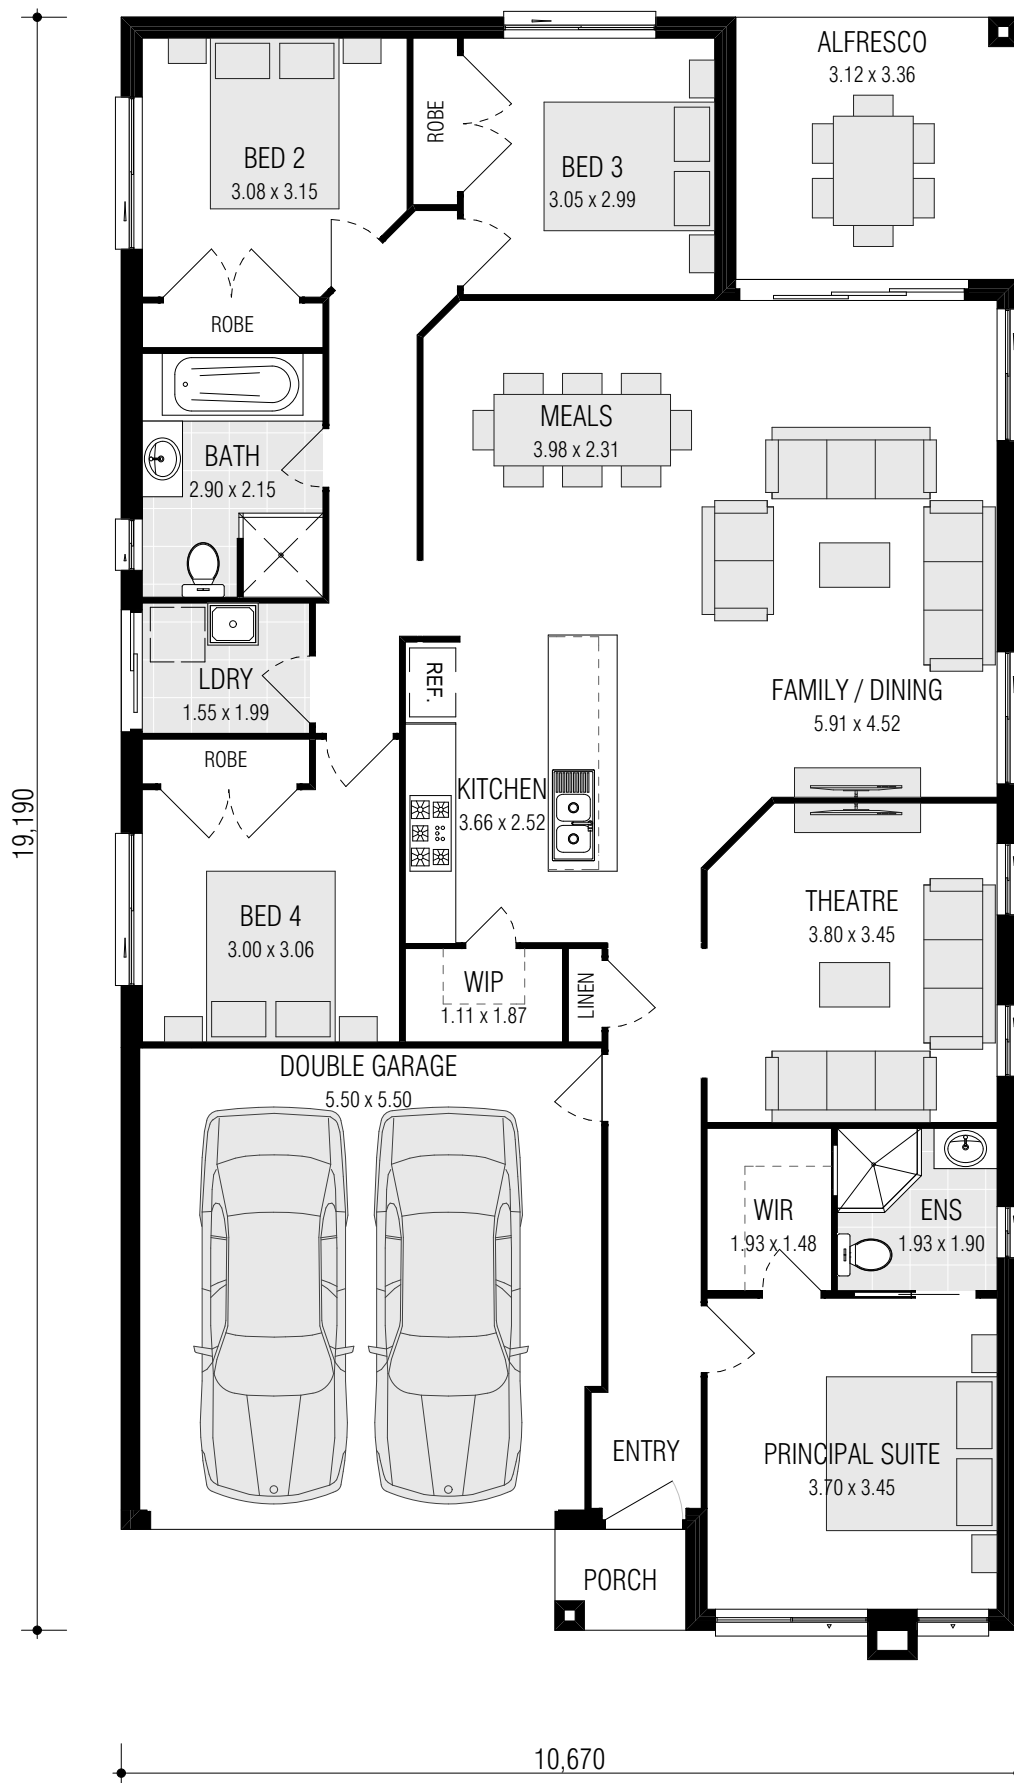 ALFRESCO
3.12 x 3.36
BED 2
3.08 x 3.15
ROBE
BED 3
3.05 x 2.99
ROBE
MEALS
3.98 x 2.31
BATH
2.90 x 2.15
LDRY
1.55 x 1.99
REF.
FAMILY / DINING
5.91 x 4.52
ROBE
KITCHEN
3.66 x 2.52
19,190
BED 4
3.00 x 3.06
THEATRE
3.80 x 3.45
WIP
1.11 x 1.87
LINEN
DOUBLE GARAGE
5.50 x 5.50
WIR
1.93 x 1.48
ENS
1.93 x 1.90
ENTRY
PRINCIPAL SUITE
3.70 x 3.45
PORCH
10,670